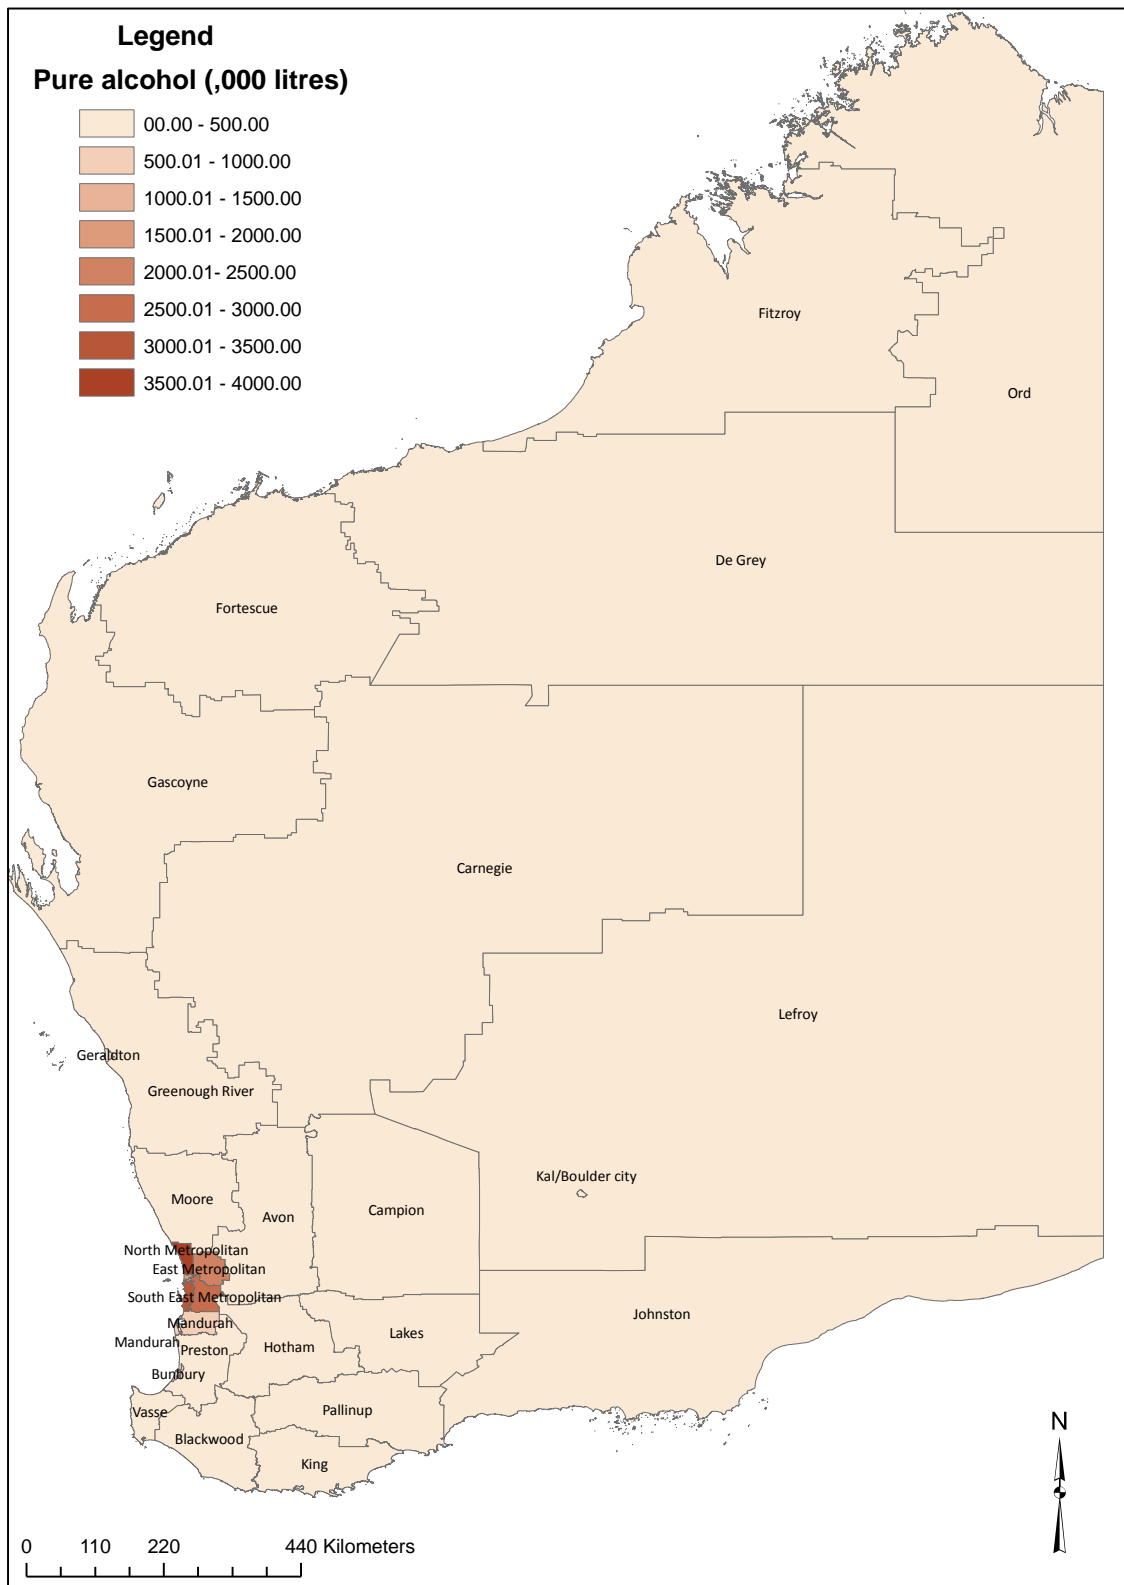 Legend
Pure alcohol (,000 litres)
00.00 - 500.00
500.01 - 1000.00
1000.01 - 1500.00
1500.01 - 2000.00
2000.01- 2500.00
2500.01 - 3000.00
3000.01 - 3500.00
3500.01 - 4000.00
Fitzroy
Ord
De Grey
Fortescue
Gascoyne
Carnegie
Lefroy
Geraldton
Greenough River
Kal/Boulder city
Moore
Campion
Avon
North Metropolitan
East Metropolitan
South East Metropolitan
Johnston
Mandurah
Lakes
Mandurah
Hotham
Preston
Bunbury
Vasse
Pallinup
Blackwood
King
N
0 110 220 440 Kilometers